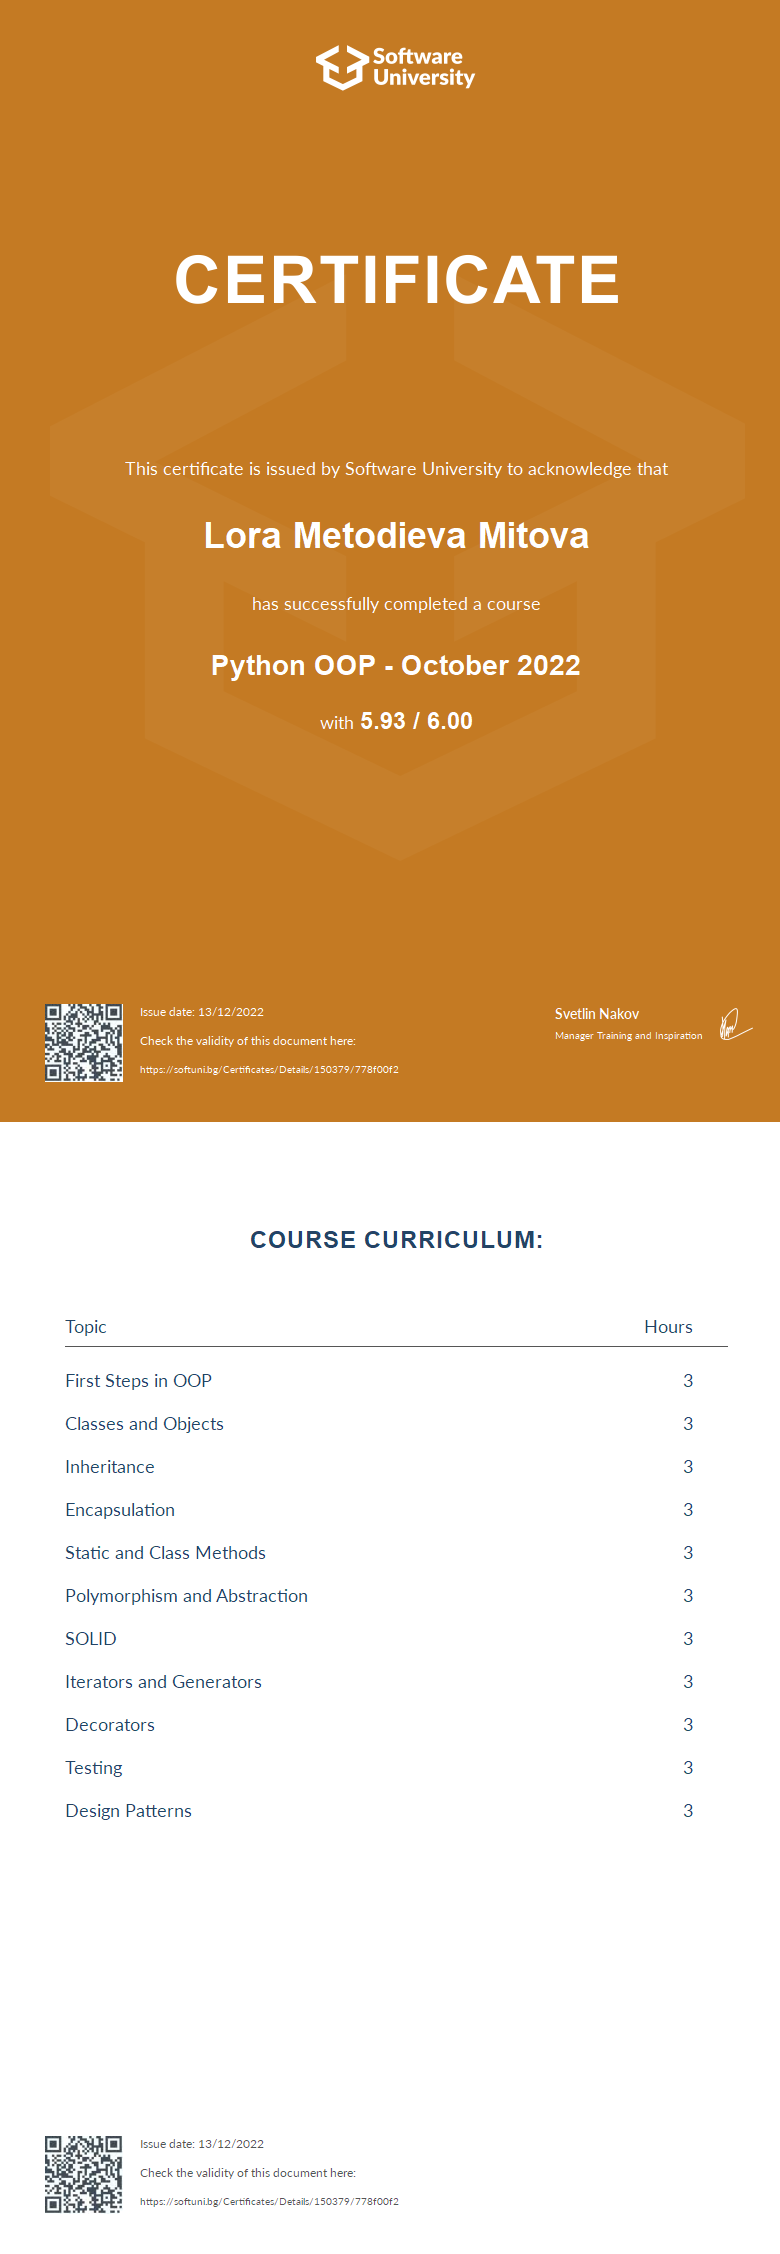 Software
University
CERTIFICATE
This certificate is issued by Software University to acknowledge that
Lora Metodieva Mitova
has successfully completed a course
Python OOP - October 2022
with 5.93 / 6.00
Issue date: 13/12/2022
Check the validity of this document here:
https://softuni.bg/Certificates/Details/150379/778f00f2
Svetlin Nakov
Manager Training and Inspiration
COURSE CURRICULUM:
Topic Hours
First Steps in OOP 3
Classes and Objects 3
Inheritance 3
Encapsulation 3
Static and Class Methods 3
Polymorphism and Abstraction 3
SOLID 3
Iterators and Generators 3
Decorators 3
Testing 3
Design Patterns 3
Issue date: 13/12/2022
Check the validity of this document here:
https://softuni.bg/Certificates/Details/150379/778f00f2